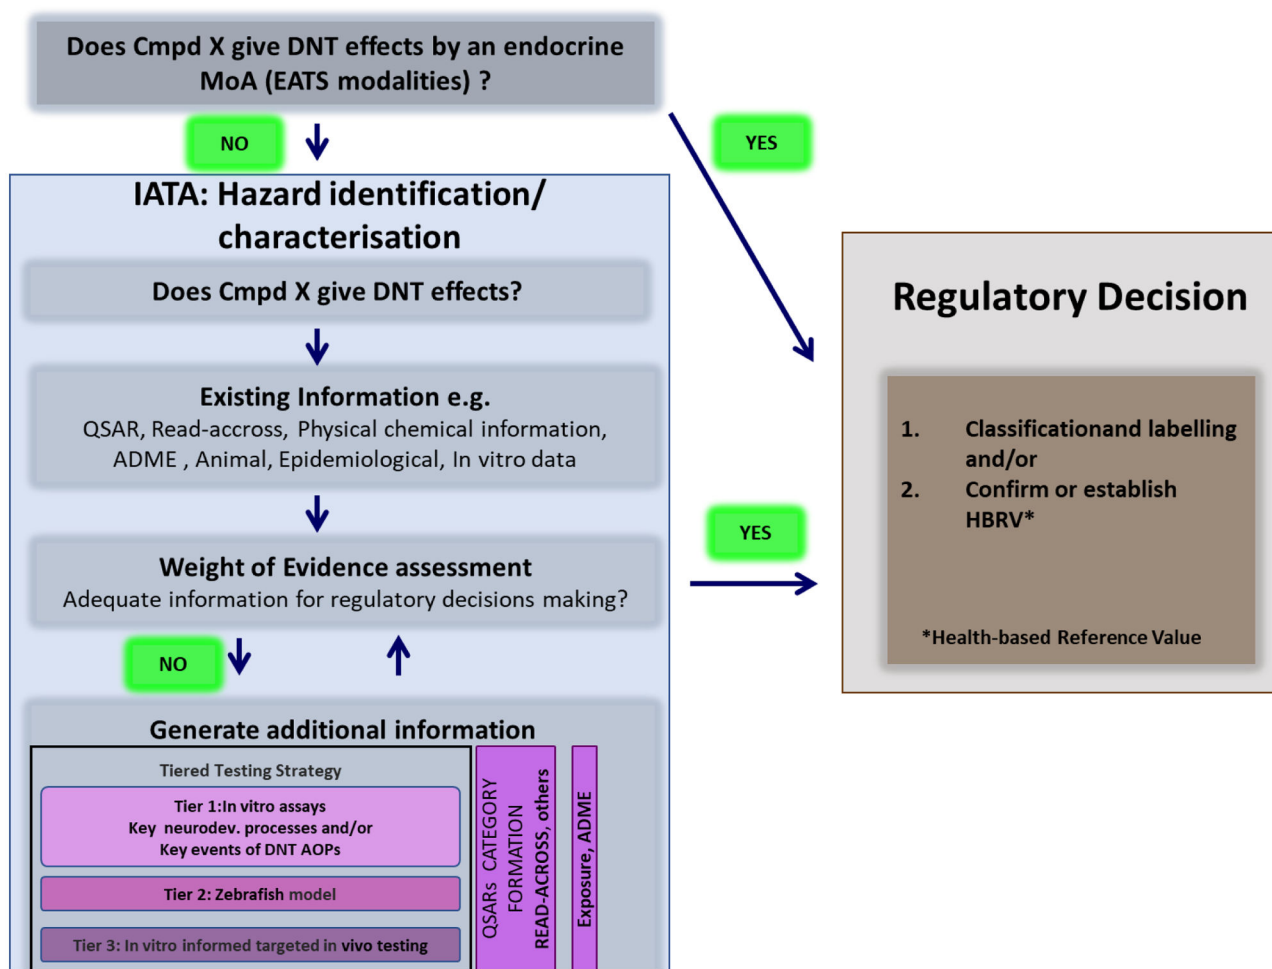 Does Cmpd X give DNT effects by an endocrine
MoA (EATS modalities) ?
NO
YES
IATA: Hazard identification/
characterisation
Does Cmpd X give DNT effects?
Existing Information e.g.
QSAR, Read-accross, Physical chemical information,
ADME , Animal, Epidemiological, In vitro data
Weight of Evidence assessment
Adequate information for regulatory decisions making?
YES
NO
Generate additional information
Tiered Testing Strategy
Tier 1:In vitro assays
Key neurodev. processes and/or
Key events of DNT AOPs
Tier 2: Zebrafish model
Tier 3: In vitro informed targeted in vivo testing
QSARs CATEGORY
FORMATION
READ-ACROSS, others
Exposure, ADME
Regulatory Decision
1. Classificationand labelling
and/or
2. Confirm or establish
HBRV*
*Health-based Reference Value